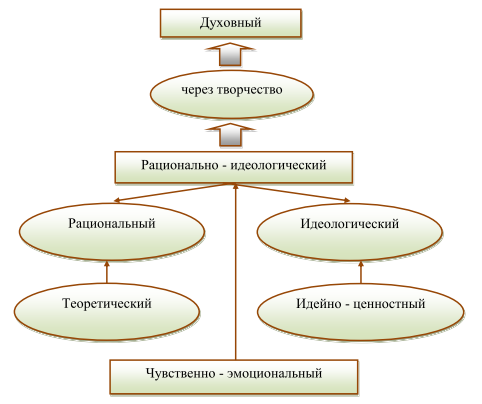 Духовный
через творчество
Рационально - идеологический
Рациональный
Идеологический
Теоретический
Идейно - ценностный
Чувственно - эмоциональный